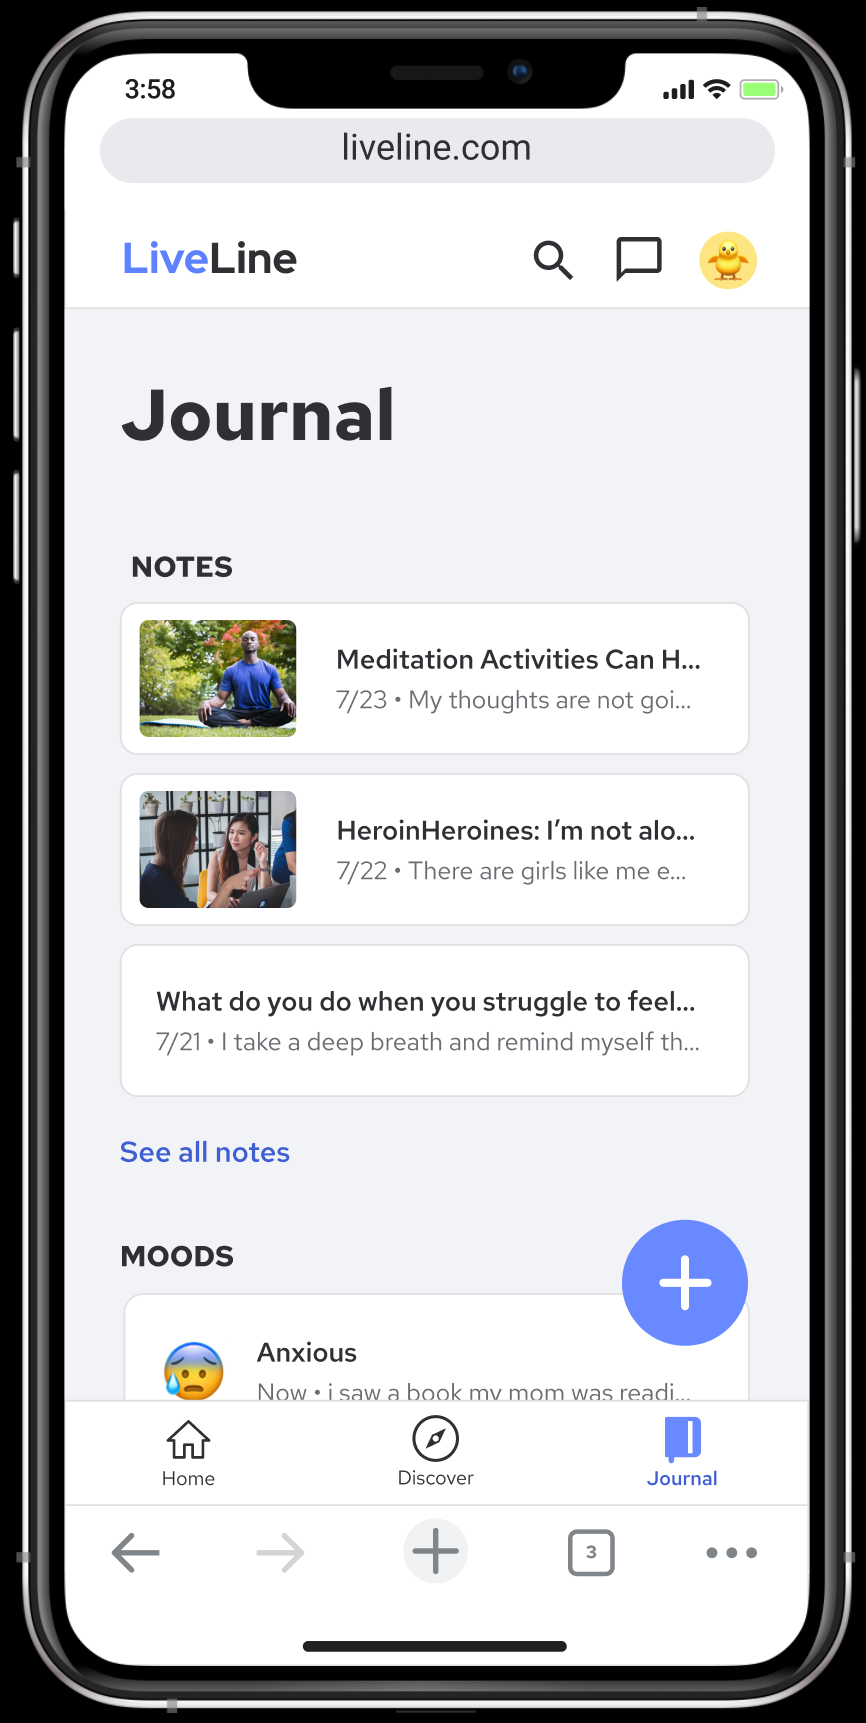 3:58
liveline.com
LiveLine
Journal
NOTES
Meditation Activities Can H...
7/23 • My thoughts are not goi...
HeroinHeroines: I’m not alo...
7/22 • There are girls like me e...
What do you do when you struggle to feel...
7/21 • I take a deep breath and remind myself th...
See all notes
MOODS
Anxious
Now • i saw a book my mom was readi...
Home
Discover
Journal
3